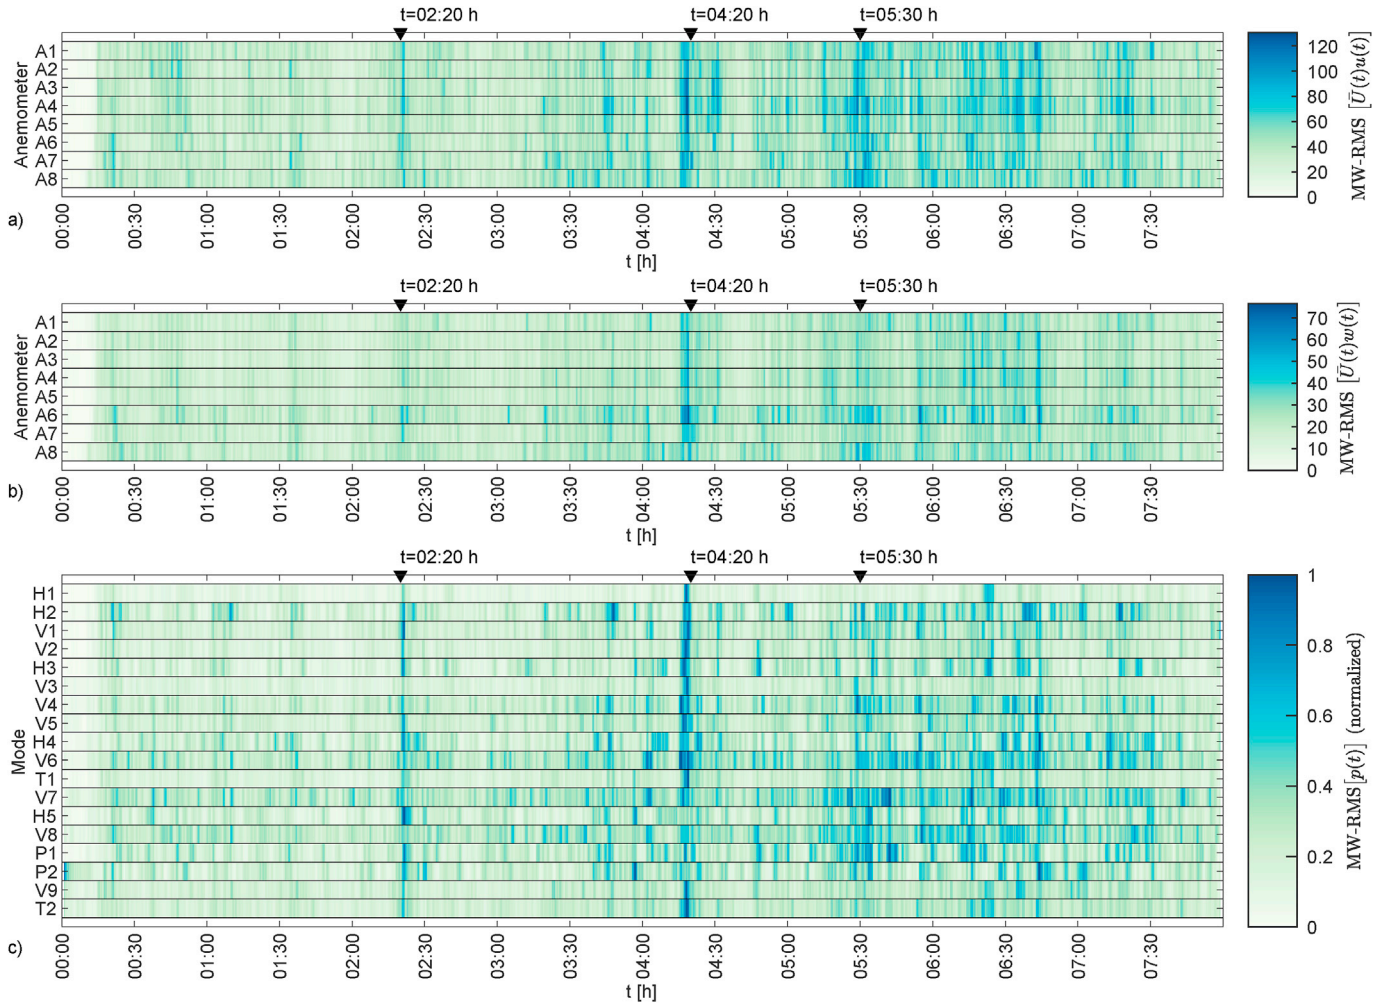 t=02:20 h t=04:20 h t=05:30 h
A1
A2
A3
A4
A5
A6
A7
A8
Anemometer
120
100
80
60
40
20
0
MW-RMS [Ū(t)u(t)]
a)
00:00 00:30 01:00 01:30 02:00 02:30 03:00 03:30 04:00 04:30 05:00 05:30 06:00 06:30 07:00 07:30
t [h]
t=02:20 h t=04:20 h t=05:30 h
A1
A2
A3
A4
A5
A6
A7
A8
Anemometer
70
60
50
40
30
20
10
0
MW-RMS [Ū(t)w(t)]
b)
00:00 00:30 01:00 01:30 02:00 02:30 03:00 03:30 04:00 04:30 05:00 05:30 06:00 06:30 07:00 07:30
t [h]
t=02:20 h t=04:20 h t=05:30 h
H1
H2
V1
V2
H3
V3
V4
V5
H4
V6
T1
V7
H5
V8
P1
P2
V9
T2
Mode
1
0.8
0.6
0.4
0.2
0
MW-RMS[p(t)] (normalized)
c)
00:00 00:30 01:00 01:30 02:00 02:30 03:00 03:30 04:00 04:30 05:00 05:30 06:00 06:30 07:00 07:30
t [h]